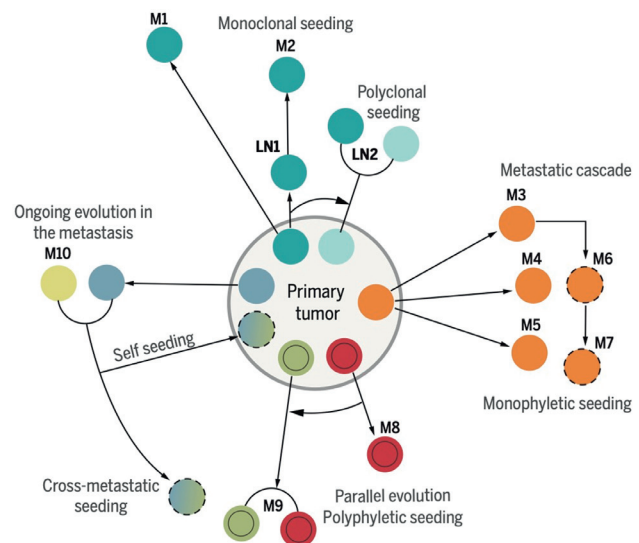 M1
Monoclonal seeding
M2
Polyclonal
seeding
LN1
LN2
Metastatic cascade
M3
Ongoing evolution in
the metastasis
M10
M4
M6
Primary
tumor
Self seeding
M5
M7
Monophyletic seeding
M8
Cross-metastatic
seeding
M9
Parallel evolution
Polyphyletic seeding